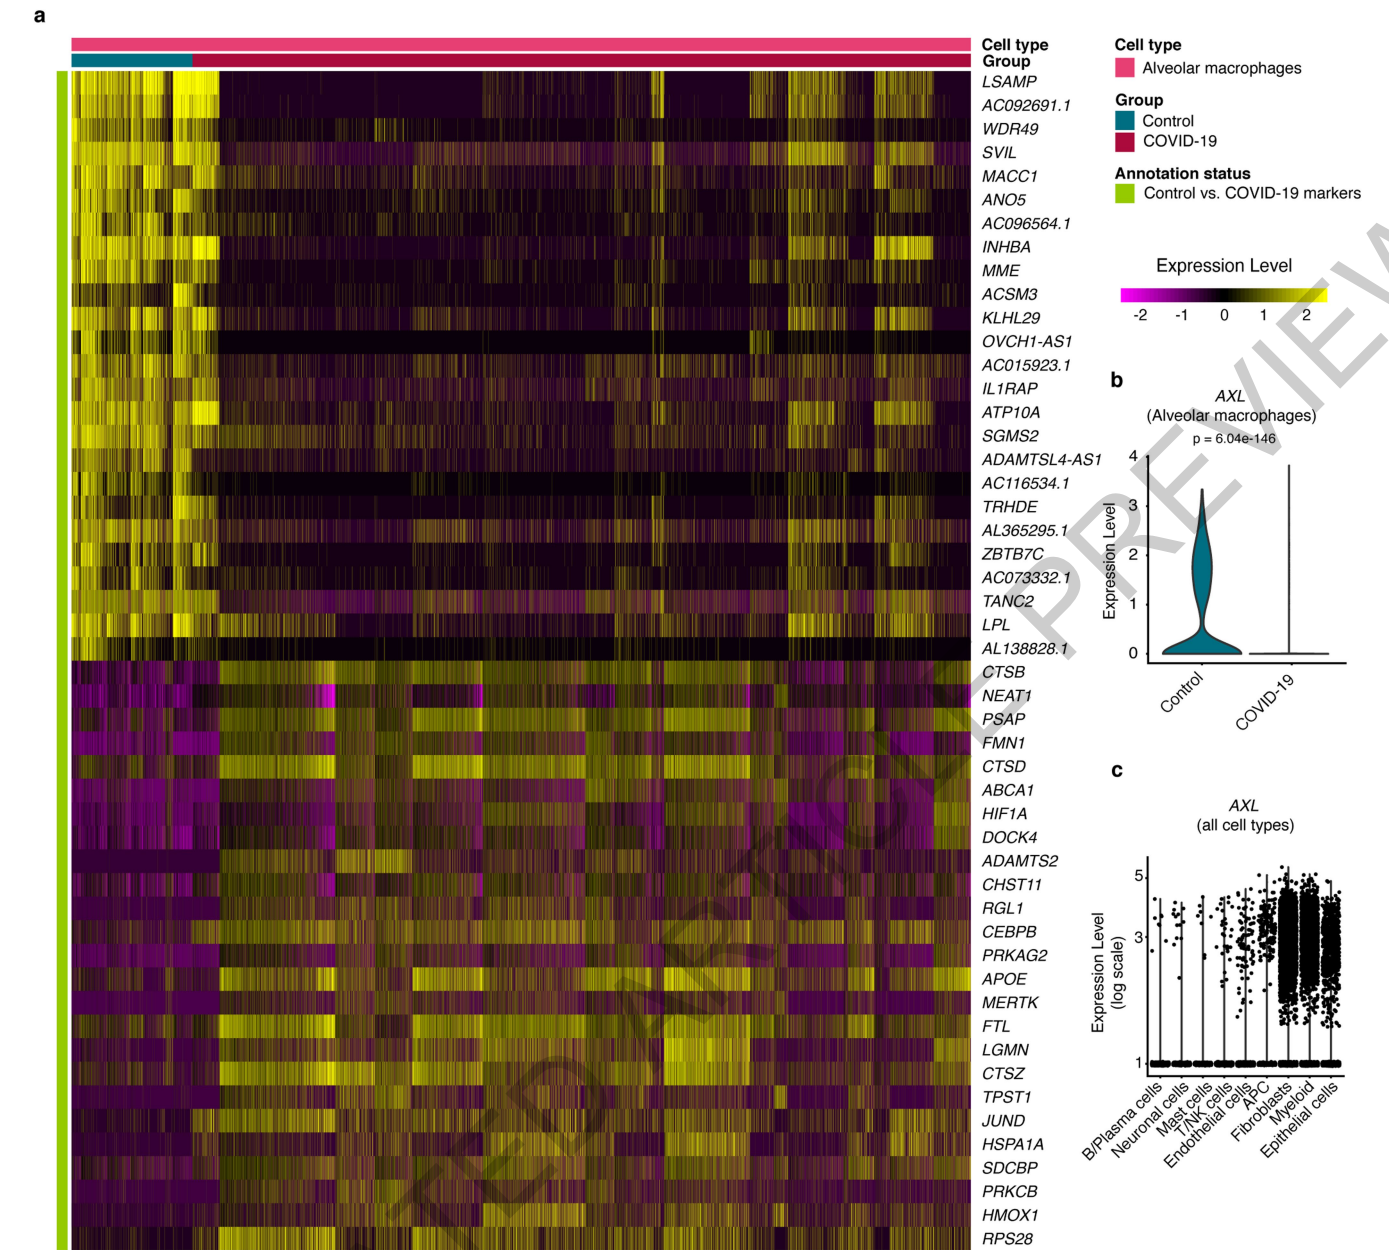 a
Cell type
Group
LSAMP
AC092691.1
WDR49
SVIL
MACC1
ANO5
AC096564.1
INHBA
MME
ACSM3
KLHL29
OVCH1-AS1
AC015923.1
IL1RAP
ATP10A
SGMS2
ADAMTSL4-AS1
AC116534.1
TRHDE
AL365295.1
ZBTB7C
AC073332.1
TANC2
LPL
AL138828.1
CTSB
NEAT1
PSAP
FMN1
CTSD
ABCA1
HIF1A
DOCK4
ADAMTS2
CHST11
RGL1
CEBPB
PRKAG2
APOE
MERTK
FTL
LGMN
CTSZ
TPST1
JUND
HSPA1A
SDCBP
PRKCB
HMOX1
RPS28
Cell type
Alveolar macrophages
Group
Control
COVID-19
Annotation status
Control vs. COVID-19 markers
Expression Level
-2 -1 0 1 2
b
AXL
(Alveolar macrophages)
p = 6.04e-146
Expression Level
4
3
2
1
0
Control
COVID-19
c
AXL
(all cell types)
Expression Level
(log scale)
5
3
1
B/Plasma cells
Neuronal cells
Mast cells
T/NK cells
Endothelial cells
APC
Fibroblasts
Myeloid
Epithelial cells
TED ARTICLE PREVIEW